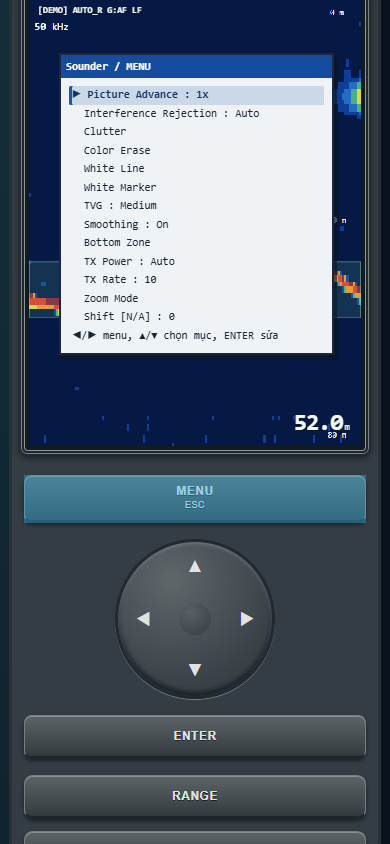 [DEMO] AUTO_R G:AF LF
0 m
50 kHz
Sounder / MENU
▶ Picture Advance : 1x
Interference Rejection : Auto
Clutter
Color Erase
White Line
White Marker
TVG : Medium
Smoothing : On
Bottom Zone
TX Power : Auto
TX Rate : 10
Zoom Mode
Shift [N/A] : 0
◀/▶ menu, ▲/▼ chọn mục, ENTER sửa
52.0m
80 m
MENU
ESC
▲
◀ ▶
▼
ENTER
RANGE